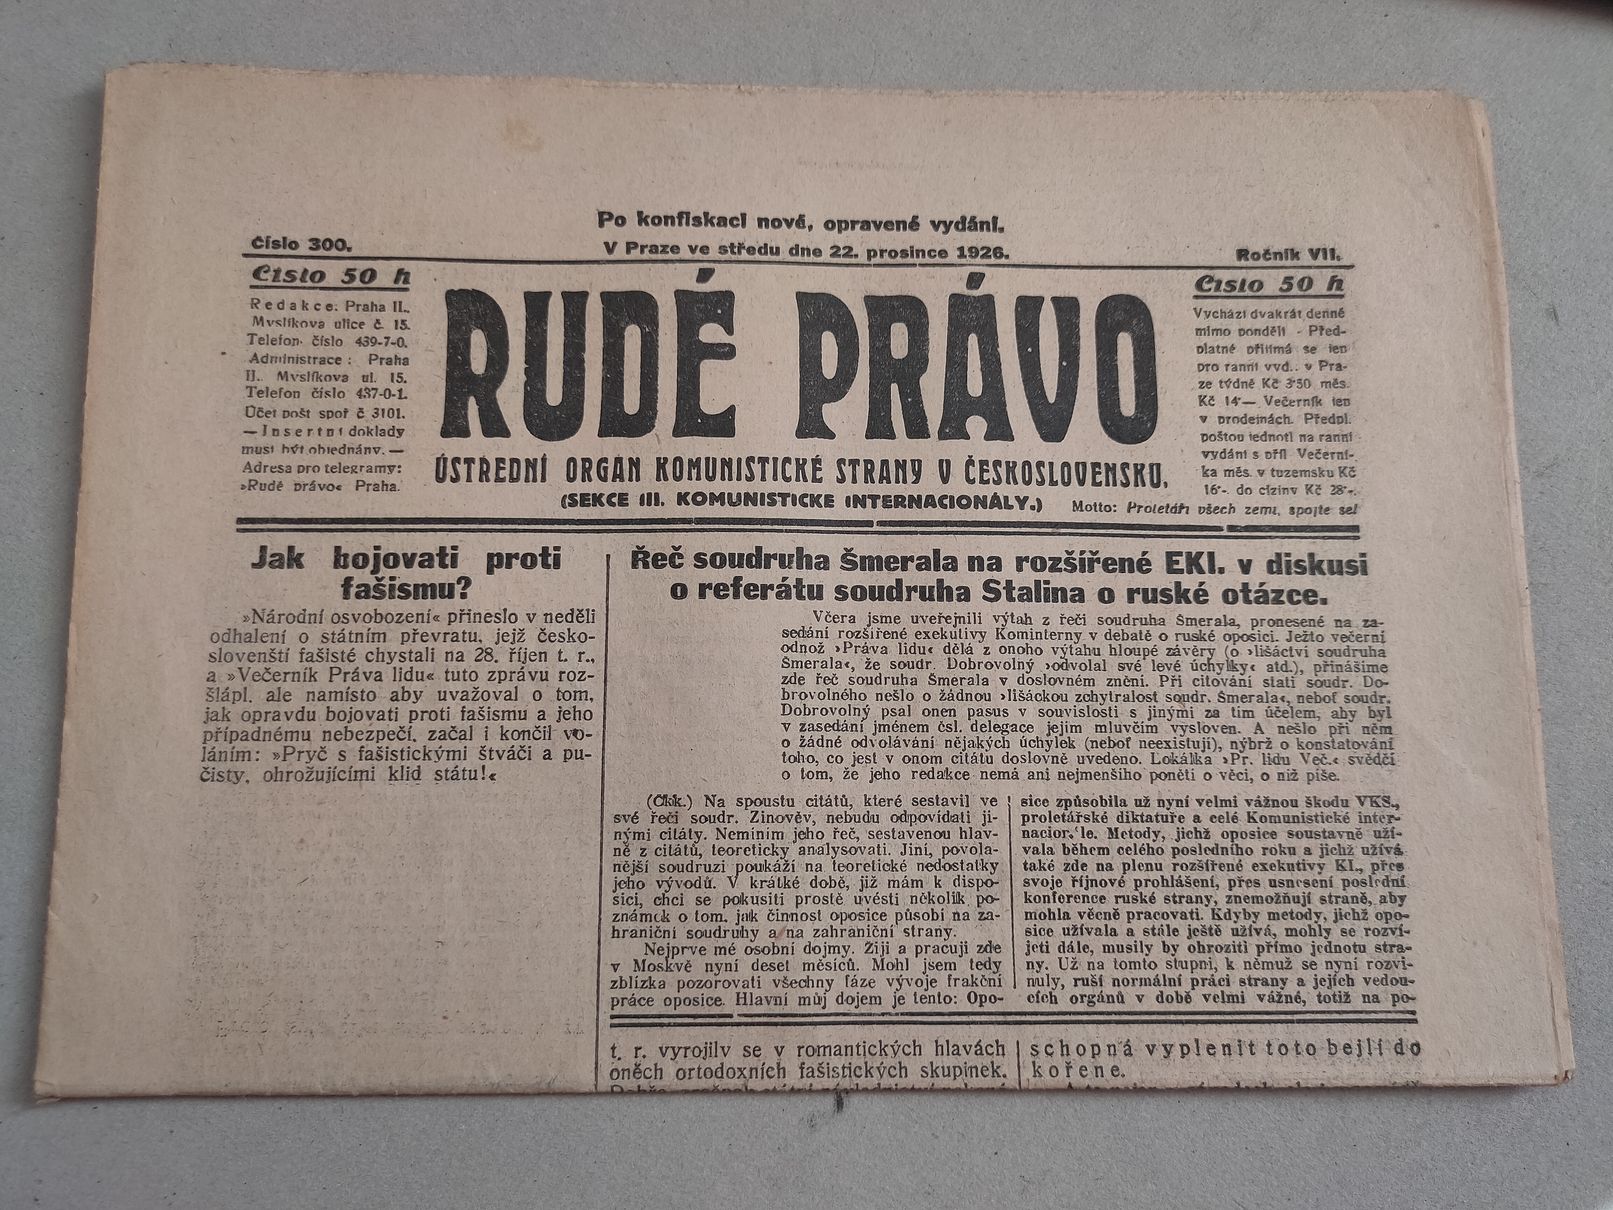 Po konfiskaci nové, opravené vydání.
Číslo 300.
V Praze ve středu dne 22. prosince 1926.
Ročník VII.
Číslo 50 h
Redakce: Praha II.,
Myslíkova ulice č. 15.
Telefon číslo 439-7-0.
Administrace: Praha
II., Myslíkova ul. 15.
Telefon číslo 437-0-1.
Účet pošt spoř č 3101.
— Insertní doklady
musí být objednány. —
Adresa pro telegramy:
»Rudé právo« Praha.
RUDÉ PRÁVO
ÚSTŘEDNÍ ORGAN KOMUNISTICKÉ STRANY V ČESKOSLOVENSKU.
(SEKCE III. KOMUNISTICKÉ INTERNACIONÁLY.)
Motto: Proletáři všech zemí, spojte se!
Číslo 50 h
Vychází dvakrát denně
mimo pondělí - Před-
platné přijímá se jen
pro ranní vyd.. v Pra-
ze týdně Kč 3·50 měs.
Kč 14·— Večerník jen
v prodejnách. Předpl.
poštou jednotl na ranní
vydání s příl Večerní-
ka měs. v tuzemsku Kč
16·-. do ciziny Kč 28·-.
Jak bojovati proti
fašismu?
»Národní osvobození« přineslo v neděli
odhalení o státním převratu, jejž česko-
slovenští fašisté chystali na 28. říjen t. r.,
a »Večerník Práva lidu« tuto zprávu roz-
šlápl, ale namísto aby uvažoval o tom,
jak opravdu bojovati proti fašismu a jeho
případnému nebezpečí, začal i končil vo-
láním: »Pryč s fašistickými štváči a pu-
čisty, ohrožujícími klid státu!«
Řeč soudruha Šmerala na rozšířené EKI. v diskusi
o referátu soudruha Stalina o ruské otázce.
Včera jsme uveřejnili výtah z řeči soudruha Šmerala, pronesené na za-
sedání rozšířené exekutivy Kominterny v debatě o ruské oposici. Ježto večerní
odnož ›Práva lidu‹ dělá z onoho výtahu hloupé závěry (o ›lišáctví soudruha
Šmerala‹, že soudr. Dobrovolný ›odvolal své levé úchylky‹ atd.), přinášíme
zde řeč soudruha Šmerala v doslovném znění. Při citování stati soudr. Do-
brovolného nešlo o žádnou ›lišáckou zchytralost soudr. Šmerala‹, neboť soudr.
Dobrovolný psal onen pasus v souvislosti s jinými za tím účelem, aby byl
v zasedání jménem čsl. delegace jejím mluvčím vysloven. A nešlo při něm
o žádné odvolávání nějakých úchylek (neboť neexistují), nýbrž o konstatování
toho, co jest v onom citátu doslovně uvedeno. Lokálka ›Pr. lidu Več.‹ svědčí
o tom, že jeho redakce nemá ani nejmenšího ponětí o věci, o níž píše.
(Čkk.) Na spoustu citátů, které sestavil ve
své řeči soudr. Zinověv, nebudu odpovídati ji-
nými citáty. Nemíním jeho řeč, sestavenou hlav-
ně z citátů, teoreticky analysovati. Jiní, povola-
nější soudruzi poukáží na teoretické nedostatky
jeho vývodů. V krátké době, již mám k dispo-
sici, chci se pokusiti prostě uvésti několik po-
známek o tom, jak činnost oposice působí na za-
hraniční soudruhy a na zahraniční strany.
Nejprve mé osobní dojmy. Žiji a pracuji zde
v Moskvě nyní deset měsíců. Mohl jsem tedy
zblízka pozorovati všechny fáze vývoje frakční
práce oposice. Hlavní můj dojem je tento: Opo-
sice způsobila už nyní velmi vážnou škodu VKS.,
proletářské diktatuře a celé Komunistické inter-
nacionále. Metody, jichž oposice soustavně uží-
vala během celého posledního roku a jichž užívá
také zde na plenu rozšířené exekutivy KI., přes
svoje říjnové prohlášení, přes usnesení poslední
konference ruské strany, znemožňují straně, aby
mohla věcně pracovati. Kdyby metody, jichž opo-
sice užívala a stále ještě užívá, mohly se rozví-
jeti dále, musily by ohroziti přímo jednotu stra-
ny. Už na tomto stupni, k němuž se nyní rozvi-
nuly, ruší normální práci strany a jejích vedou-
cích orgánů v době velmi vážné, totiž na po-
t. r. vyrojily se v romantických hlavách
oněch ortodoxních fašistických skupinek.
schopná vyplenit toto bejlí do
kořene.